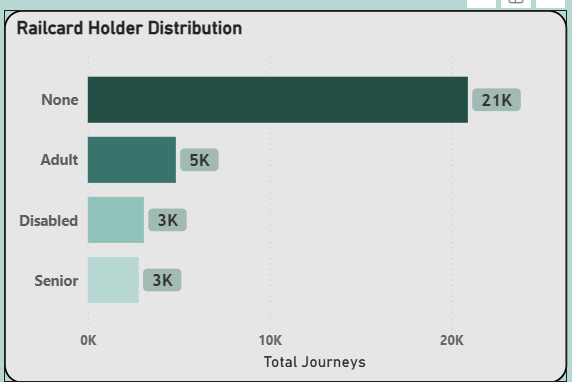 Railcard Holder Distribution
None
21K
Adult
5K
Disabled
3K
Senior
3K
0K
10K
20K
Total Journeys